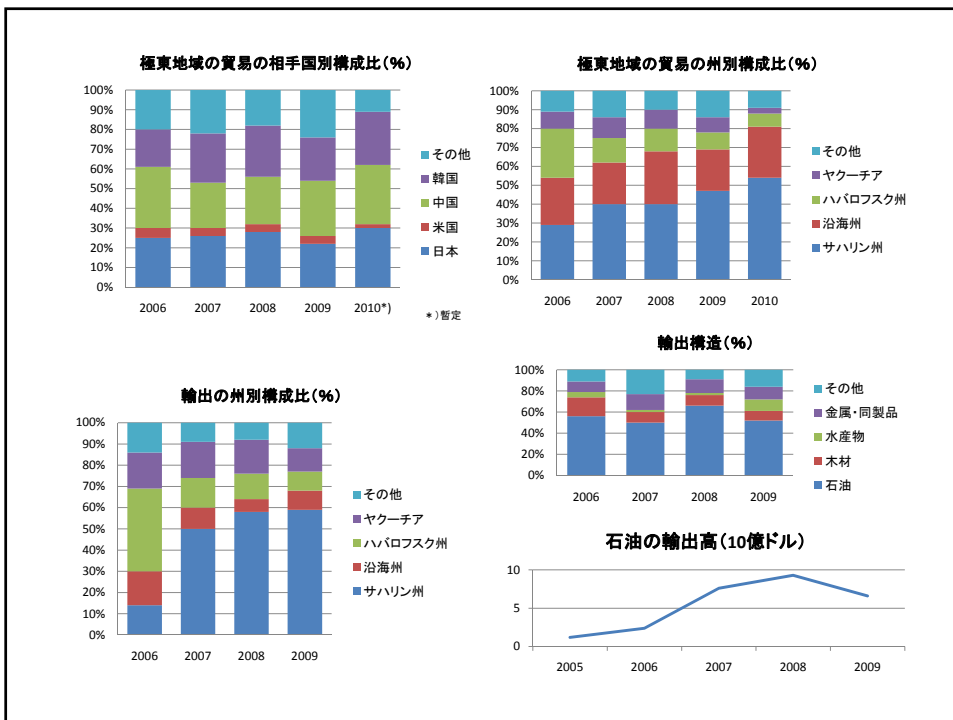 極東地域の貿易の相手国別構成比(%)
100%
90%
80%
70%
60%
50%
40%
30%
20%
10%
0%
2006 2007 2008 2009 2010*)
その他
韓国
中国
米国
日本
*)暫定
極東地域の貿易の州別構成比(%)
100%
90%
80%
70%
60%
50%
40%
30%
20%
10%
0%
2006 2007 2008 2009 2010
その他
ヤクーチア
ハバロフスク州
沿海州
サハリン州
輸出の州別構成比(%)
100%
90%
80%
70%
60%
50%
40%
30%
20%
10%
0%
2006 2007 2008 2009
その他
ヤクーチア
ハバロフスク州
沿海州
サハリン州
輸出構造(%)
100%
80%
60%
40%
20%
0%
2006 2007 2008 2009
その他
金属・同製品
水産物
木材
石油
石油の輸出高(10億ドル)
10
5
0
2005 2006 2007 2008 2009